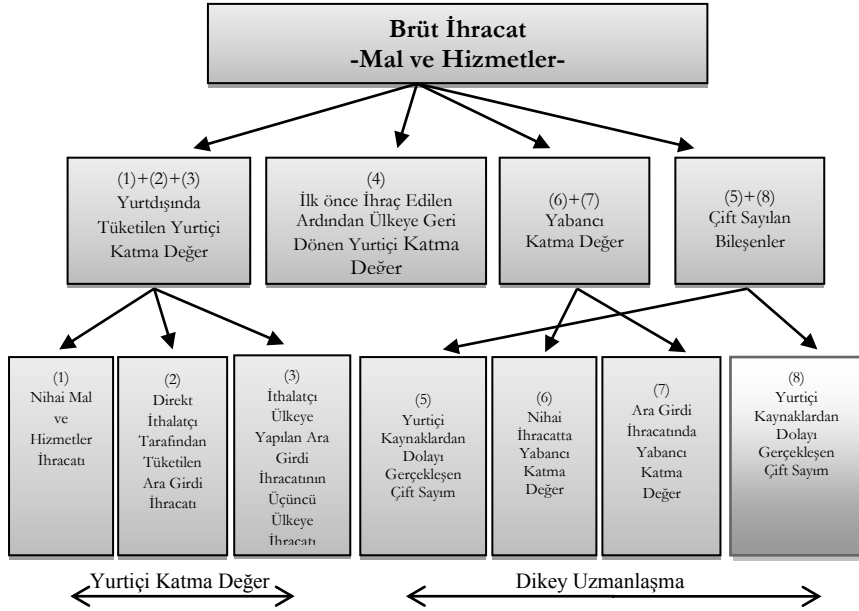 Brüt İhracat
-Mal ve Hizmetler-
(1)+(2)+(3)
Yurtdışında
Tüketilen Yurtiçi
Katma Değer
(4)
İlk önce İhraç Edilen
Ardından Ülkeye Geri
Dönen Yurtiçi Katma
Değer
(6)+(7)
Yabancı
Katma Değer
(5)+(8)
Çift Sayılan
Bileşenler
(1)
Nihai Mal
ve
Hizmetler
İhracatı
(2)
Direkt
İthalatçı
Tarafından
Tüketilen
Ara Girdi
İhracatı
(3)
İthalatçı
Ülkeye
Yapılan Ara
Girdi
İhracatının
Üçüncü
Ülkeye
İhracatı
(5)
Yurtiçi
Kaynaklardan
Dolayı
Gerçekleşen
Çift Sayım
(6)
Nihai
İhracatta
Yabancı
Katma
Değer
(7)
Ara Girdi
İhracatında
Yabancı
Katma
Değer
(8)
Yurtiçi
Kaynaklardan
Dolayı
Gerçekleşen
Çift Sayım
Yurtiçi Katma Değer
Dikey Uzmanlaşma